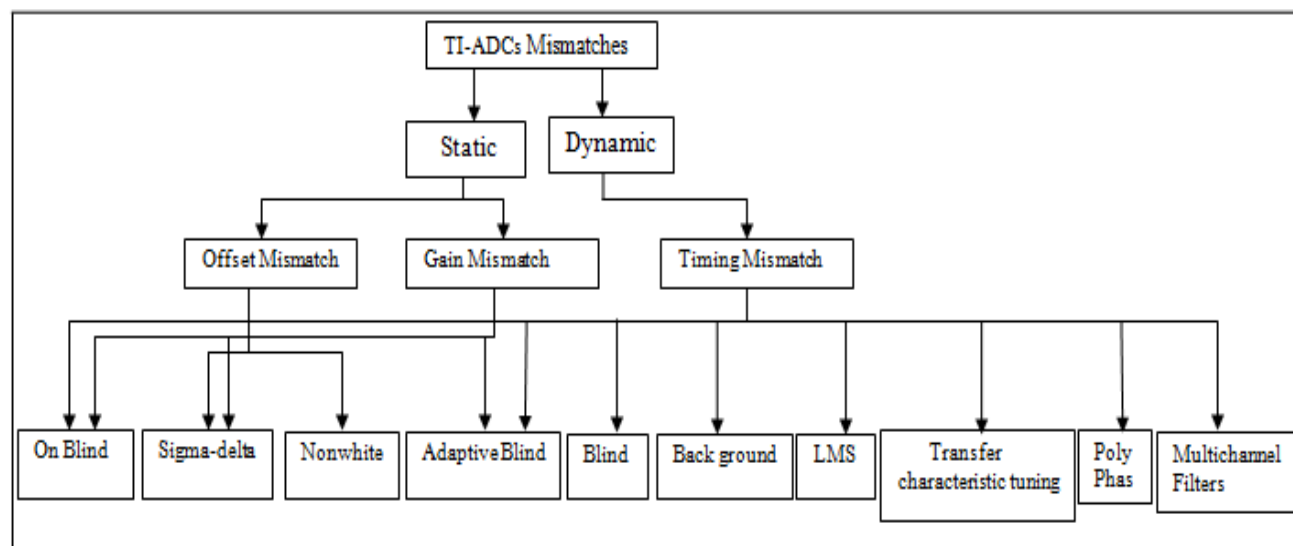 TI-ADCs Mismatches
Static
Dynamic
Offset Mismatch
Gain Mismatch
Timing Mismatch
On Blind
Sigma-delta
Nonwhite
Adaptive Blind
Blind
Back ground
LMS
Transfer
characteristic tuning
Poly
Phas
Multichannel
Filters